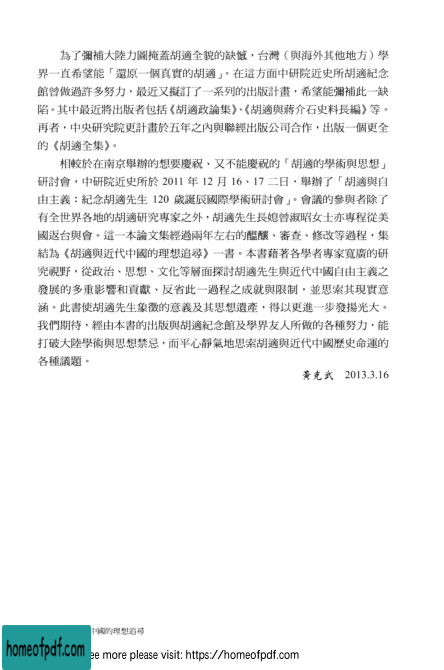 為了彌補大陸力圖掩蓋胡適全貌的缺憾，台灣（與海外其他地方）學
界一直希望能「還原一個真實的胡適」。在這方面中研院近史所胡適紀念
館曾做過許多努力，最近又擬訂了一系列的出版計畫，希望能彌補此一缺
陷。其中最近將出版者包括《胡適政論集》、《胡適與蔣介石史料長編》等。
再者，中央研究院更計畫於五年之內與聯經出版公司合作，出版一個更全
的《胡適全集》。
相較於在南京舉辦的想要慶祝、又不能慶祝的「胡適的學術與思想」
研討會，中研院近史所於 2011 年 12 月 16、17 二日，舉辦了「胡適與自
由主義：紀念胡適先生 120 歲誕辰國際學術研討會」。會議的參與者除了
有全世界各地的胡適研究專家之外，胡適先生長媳曾淑昭女士亦專程從美
國返台與會。這一本論文集經過兩年左右的醞釀、審查、修改等過程，集
結為《胡適與近代中國的理想追尋》一書。本書藉著各學者專家寬廣的研
究視野，從政治、思想、文化等層面探討胡適先生與近代中國自由主義之
發展的多重影響和貢獻、反省此一過程之成就與限制，並思索其現實意
涵。此書使胡適先生象徵的意義及其思想遺產，得以更進一步發揚光大。
我們期待，經由本書的出版與胡適紀念館及學界友人所做的各種努力，能
打破大陸學術與思想禁忌，而平心靜氣地思索胡適與近代中國歷史命運的
各種議題。
黃克武 2013.3.16
中國的理想追尋
homeofpdf.com
ee more please visit: https://homeofpdf.com